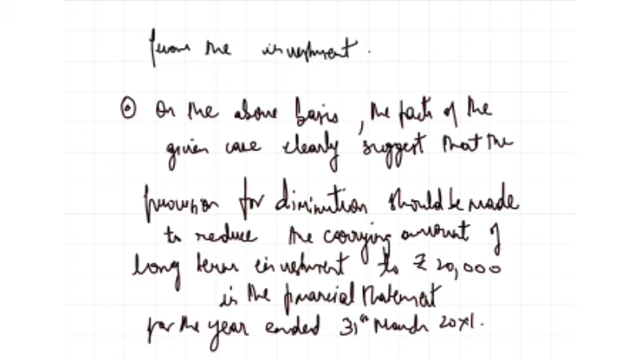 from the investment.
⊙ On the above basis, the facts of the
given case clearly suggest that the
provision for diminution should be made
to reduce the carrying amount of
long term investment to ₹ 20,000
in the financial statement
for the year ended 31st March 20x1.